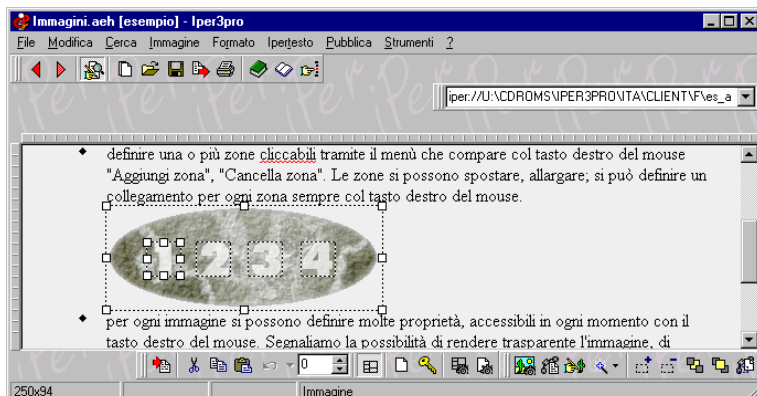 Immagini.aeh [esempio] - Iper3pro
File Modifica Cerca Immagine Formato Ipertesto Pubblica Strumenti ?
iper://U:\CDROMS\IPER3PRO\ITA\CLIENT\F\es_a
definire una o più zone cliccabili tramite il menù che compare col tasto destro del mouse
"Aggiungi zona", "Cancella zona". Le zone si possono spostare, allargare; si può definire un
collegamento per ogni zona sempre col tasto destro del mouse.
1 2 3 4
per ogni immagine si possono definire molte proprietà, accessibili in ogni momento con il
tasto destro del mouse. Segnaliamo la possibilità di rendere trasparente l'immagine, di
0
250x94 Immagine